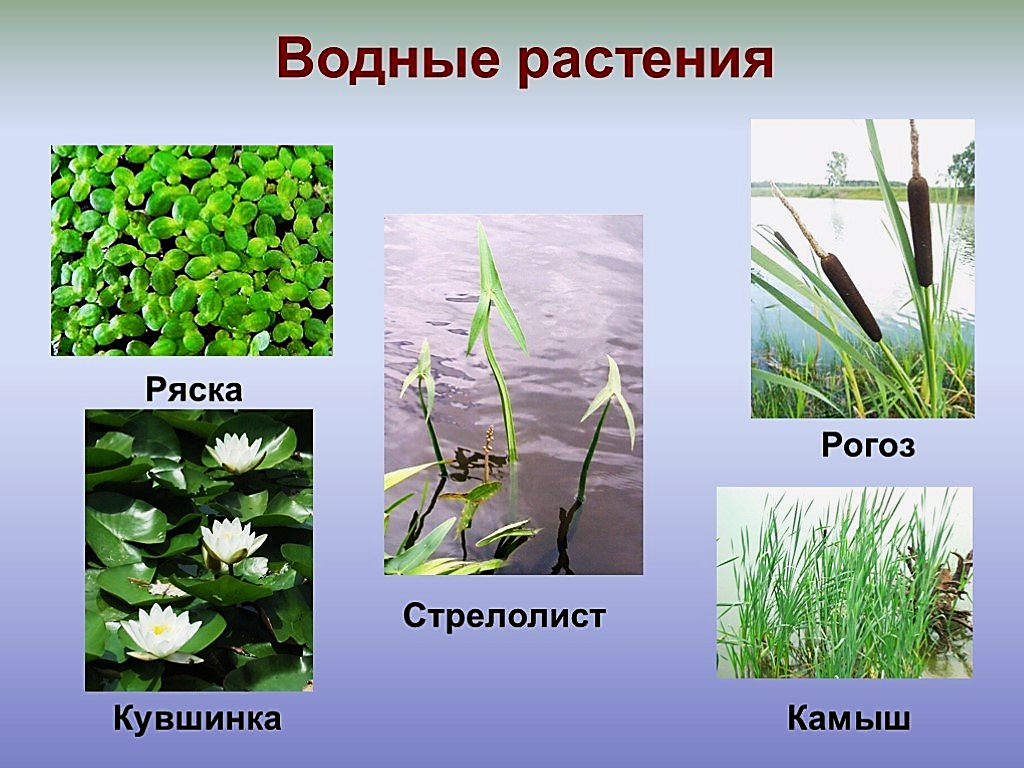 Водные растения
Ряска
Рогоз
Стрелолист
Кувшинка
Камыш